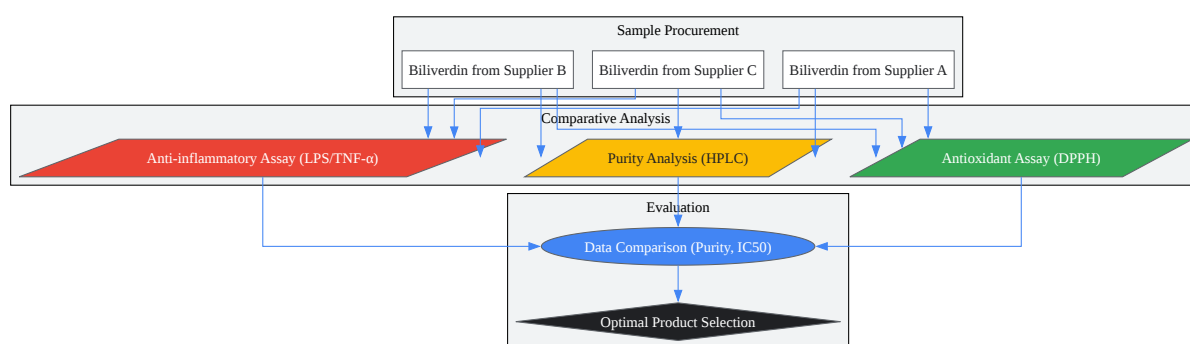 Sample Procurement
Biliverdin from Supplier B
Biliverdin from Supplier C
Biliverdin from Supplier A
Comparative Analysis
Anti-inflammatory Assay (LPS/TNF-α)
Purity Analysis (HPLC)
Antioxidant Assay (DPPH)
Evaluation
Data Comparison (Purity, IC50)
Optimal Product Selection